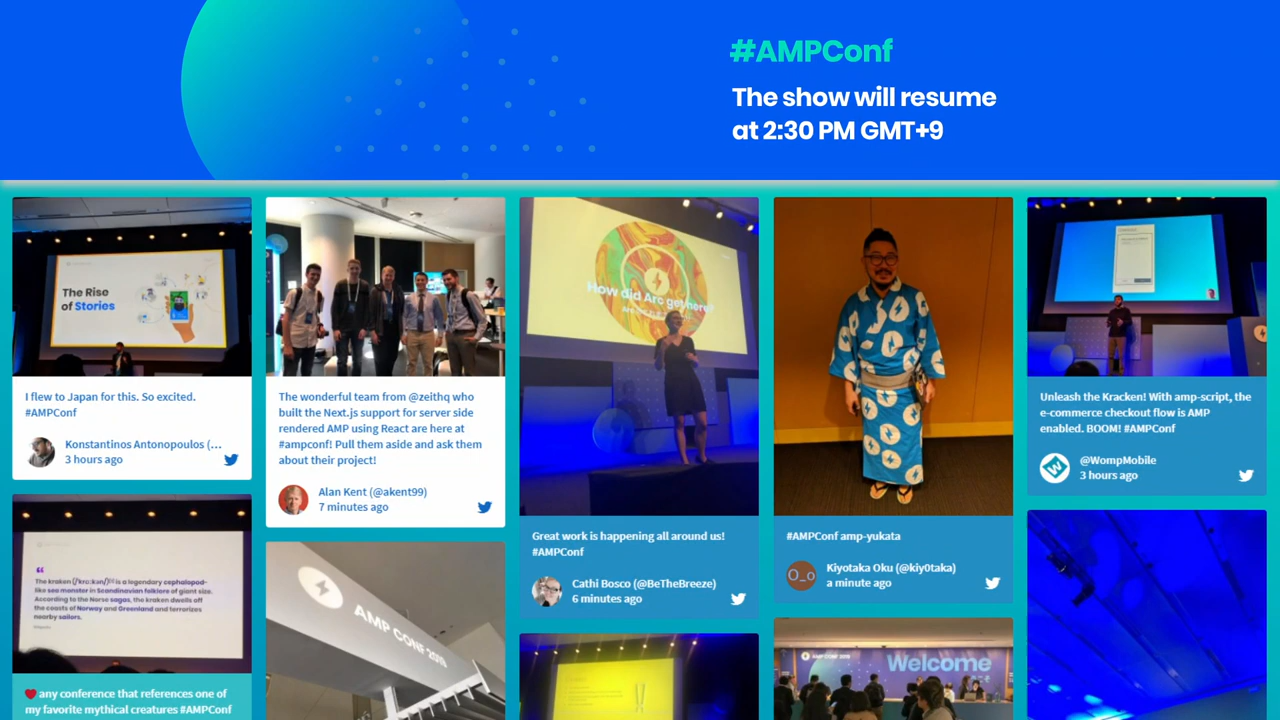 #AMPConf
The show will resume
at 2:30 PM GMT+9
The Rise
of Stories
I flew to Japan for this. So excited.
#AMPConf
Konstantinos Antonopoulos (...
3 hours ago
The kraken (/ˈkrɑːkən/)[1] is a legendary cephalopod-
like sea monster in Scandinavian folklore of giant size.
According to the Norse sagas, the kraken dwells off
the coasts of Norway and Greenland and terrorizes
nearby sailors.
any conference that references one of
my favorite mythical creatures #AMPConf
The wonderful team from @zeithq who
built the Next.js support for server side
rendered AMP using React are here at
#ampconf! Pull them aside and ask them
about their project!
Alan Kent (@akent99)
7 minutes ago
AMP CONF 2019
How did Arc get here?
Great work is happening all around us!
#AMPConf
Cathi Bosco (@BeTheBreeze)
6 minutes ago
#AMPConf amp-yukata
O_o
Kiyotaka Oku (@kiy0taka)
a minute ago
AMP CONF 2019
Welcome
Unleash the Kracken! With amp-script, the
e-commerce checkout flow is AMP
enabled. BOOM! #AMPConf
W
@WompMobile
3 hours ago